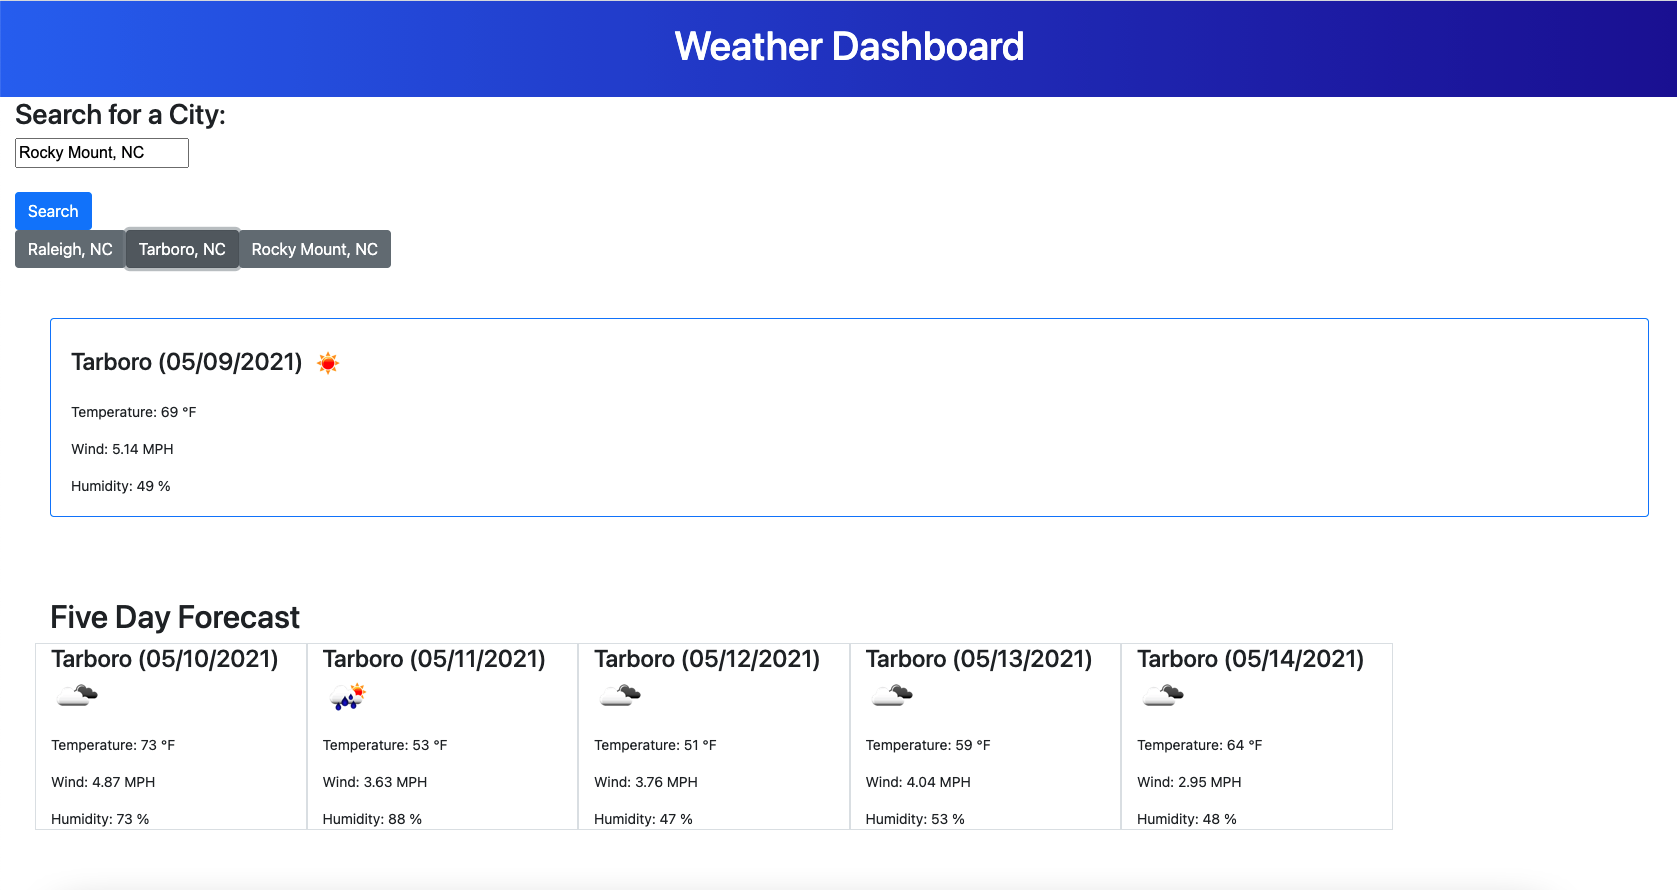 Weather Dashboard
Search for a City:
Rocky Mount, NC
Search
Raleigh, NC Tarboro, NC Rocky Mount, NC
Tarboro (05/09/2021)
Temperature: 69 °F
Wind: 5.14 MPH
Humidity: 49 %
Five Day Forecast
Tarboro (05/10/2021)
Temperature: 73 °F
Wind: 4.87 MPH
Humidity: 73 %
Tarboro (05/11/2021)
Temperature: 53 °F
Wind: 3.63 MPH
Humidity: 88 %
Tarboro (05/12/2021)
Temperature: 51 °F
Wind: 3.76 MPH
Humidity: 47 %
Tarboro (05/13/2021)
Temperature: 59 °F
Wind: 4.04 MPH
Humidity: 53 %
Tarboro (05/14/2021)
Temperature: 64 °F
Wind: 2.95 MPH
Humidity: 48 %